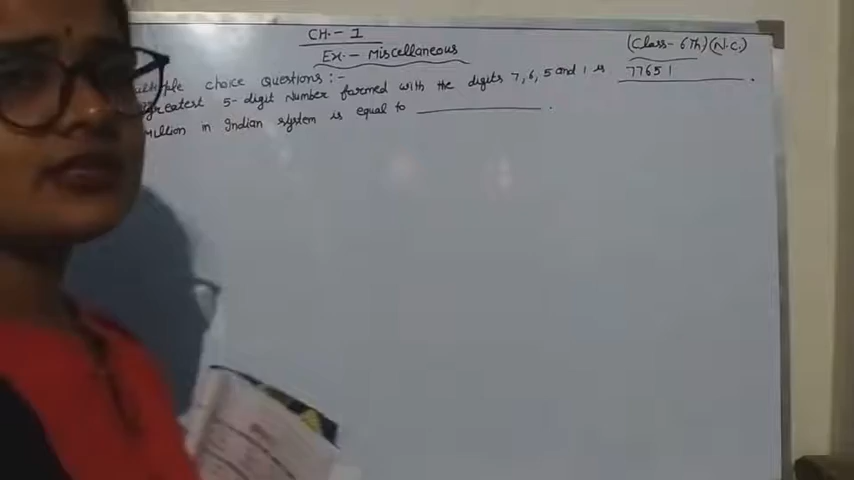 CH.- 1
(Class- 6th)(N.C)
Ex.- Miscellaneous
choice Questions :-
greatest 5-digit Number formed with the digits 7,6,5 and 1 is 77651.
Million in Indian system is equal to ________.